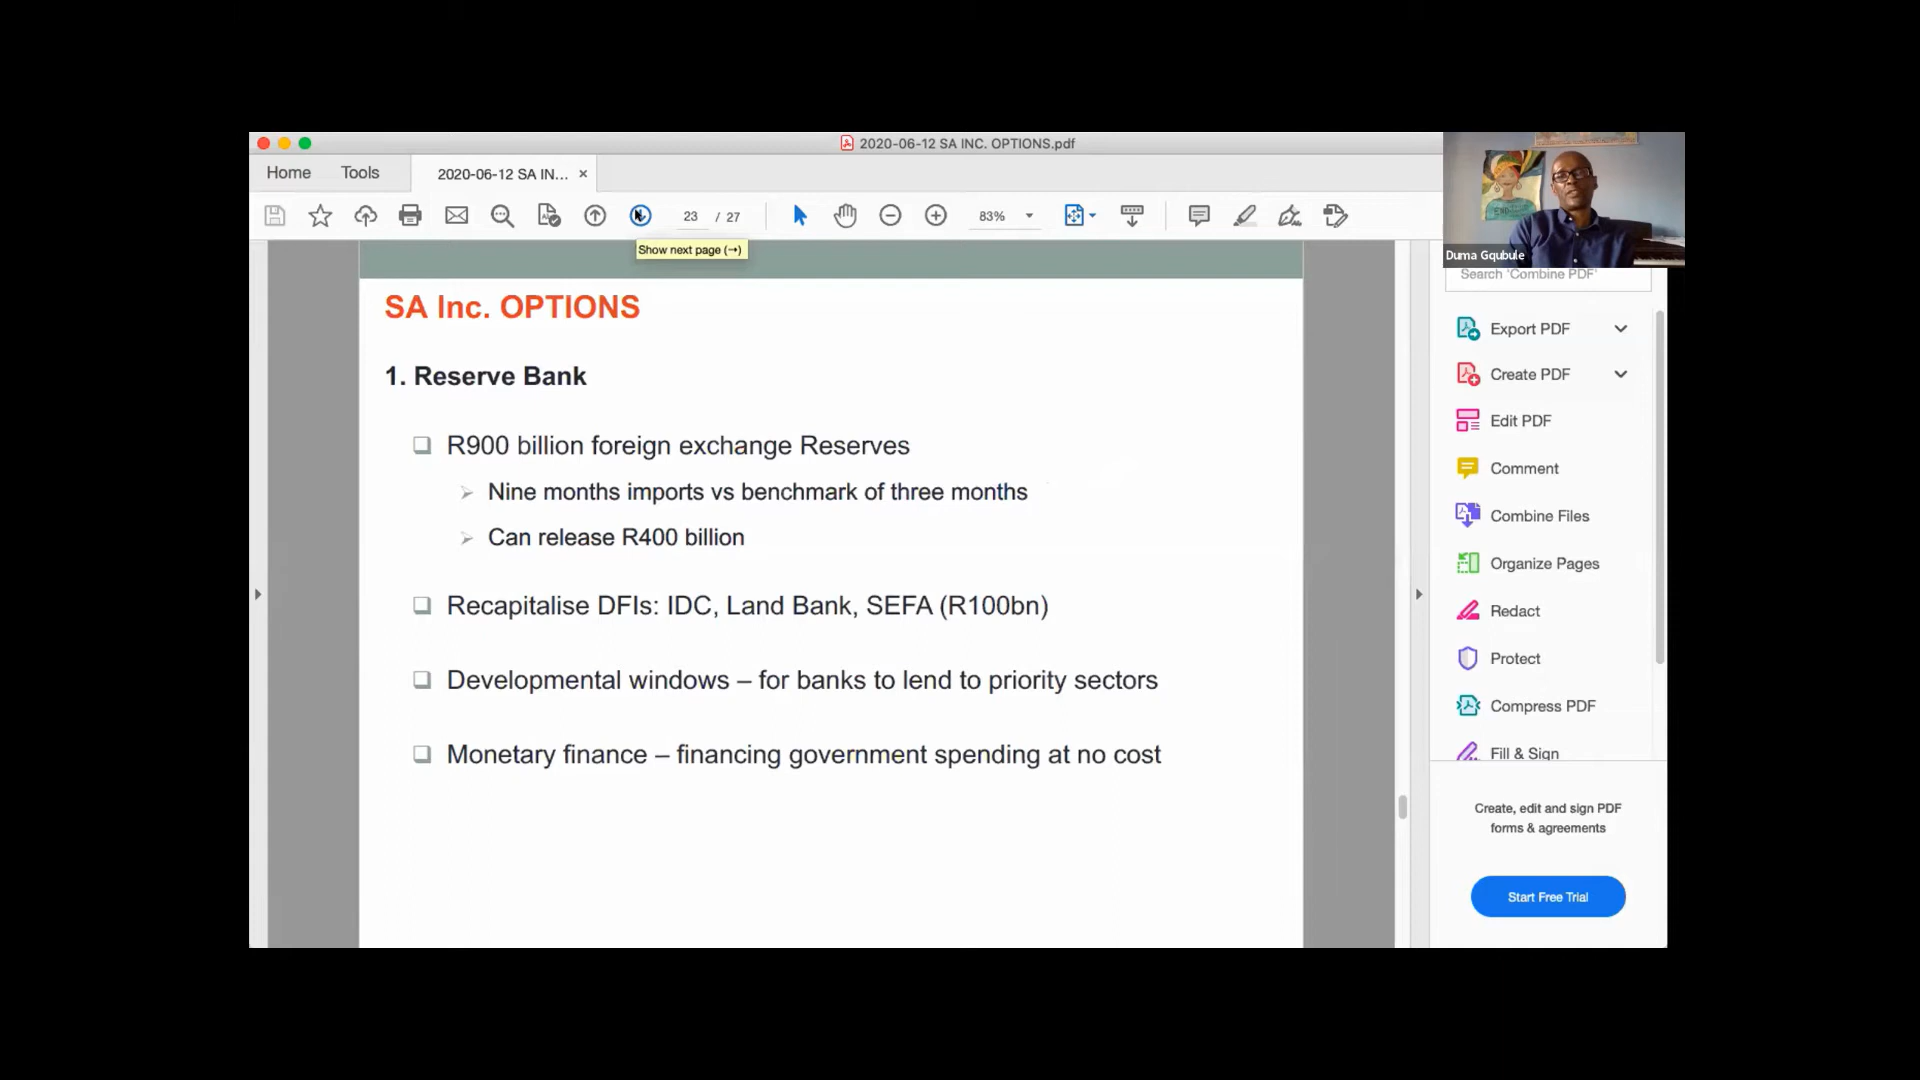 2020-06-12 SA INC. OPTIONS.pdf
Home
Tools
2020-06-12 SA IN... ×
23 / 27
83%
Show next page (→)
Duma Gqubule
SA Inc. OPTIONS
1. Reserve Bank
R900 billion foreign exchange Reserves
Nine months imports vs benchmark of three months
Can release R400 billion
Recapitalise DFIs: IDC, Land Bank, SEFA (R100bn)
Developmental windows – for banks to lend to priority sectors
Monetary finance – financing government spending at no cost
Search 'Combine PDF'
Export PDF
Create PDF
Edit PDF
Comment
Combine Files
Organize Pages
Redact
Protect
Compress PDF
Fill & Sign
Create, edit and sign PDF
forms & agreements
Start Free Trial